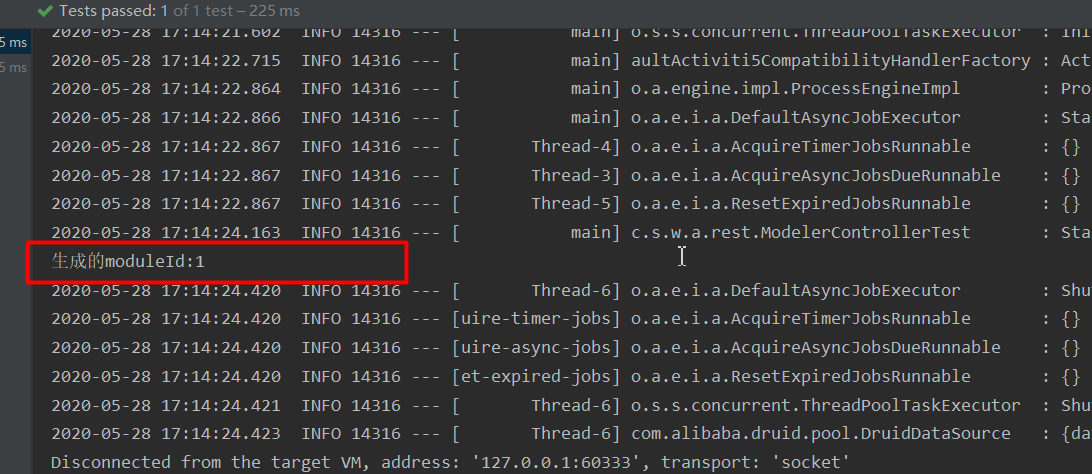 Tests passed: 1 of 1 test – 225 ms
2020-05-28 17:14:21.602  INFO 14316 --- [           main] o.s.s.concurrent.ThreadPoolTaskExecutor  : Ini
5 ms
2020-05-28 17:14:22.715  INFO 14316 --- [           main] aultActiviti5CompatibilityHandlerFactory : Act
5 ms
2020-05-28 17:14:22.864  INFO 14316 --- [           main] o.a.engine.impl.ProcessEngineImpl        : Pro
2020-05-28 17:14:22.866  INFO 14316 --- [           main] o.a.e.i.a.DefaultAsyncJobExecutor        : Sta
2020-05-28 17:14:22.867  INFO 14316 --- [       Thread-4] o.a.e.i.a.AcquireTimerJobsRunnable       : {}
2020-05-28 17:14:22.867  INFO 14316 --- [       Thread-3] o.a.e.i.a.AcquireAsyncJobsDueRunnable    : {}
2020-05-28 17:14:22.867  INFO 14316 --- [       Thread-5] o.a.e.i.a.ResetExpiredJobsRunnable       : {}
2020-05-28 17:14:24.163  INFO 14316 --- [           main] c.s.w.a.rest.ModelerControllerTest       : Sta
生成的moduleId:1
2020-05-28 17:14:24.420  INFO 14316 --- [       Thread-6] o.a.e.i.a.DefaultAsyncJobExecutor        : Shu
2020-05-28 17:14:24.420  INFO 14316 --- [uire-timer-jobs] o.a.e.i.a.AcquireTimerJobsRunnable       : {}
2020-05-28 17:14:24.420  INFO 14316 --- [uire-async-jobs] o.a.e.i.a.AcquireAsyncJobsDueRunnable    : {}
2020-05-28 17:14:24.420  INFO 14316 --- [et-expired-jobs] o.a.e.i.a.ResetExpiredJobsRunnable       : {}
2020-05-28 17:14:24.421  INFO 14316 --- [       Thread-6] o.s.s.concurrent.ThreadPoolTaskExecutor  : Shu
2020-05-28 17:14:24.423  INFO 14316 --- [       Thread-6] com.alibaba.druid.pool.DruidDataSource   : {dat
Disconnected from the target VM, address: '127.0.0.1:60333', transport: 'socket'